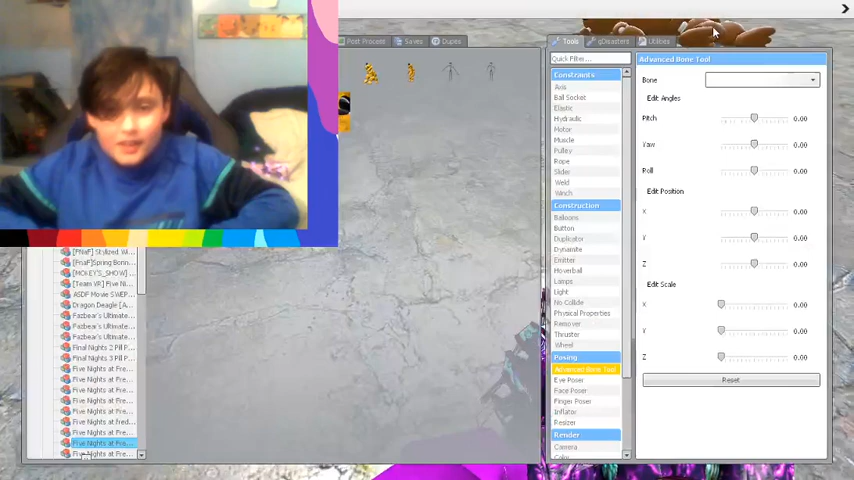 Post Process
Saves
Dupes
Tools
gDisasters
Utilities
Quick Filter...
Constraints
Axis
Ball Socket
Elastic
Hydraulic
Motor
Muscle
Pulley
Rope
Slider
Weld
Winch
Construction
Balloons
Button
Duplicator
Dynamite
Emitter
Hoverball
Lamps
Light
No Collide
Physical Properties
Remover
Thruster
Wheel
Posing
Advanced Bone Tool
Eye Poser
Face Poser
Finger Poser
Inflator
Resizer
Render
Camera
Advanced Bone Tool
Bone
Edit Angles
Pitch 0.00
Yaw 0.00
Roll 0.00
Edit Position
X 0.00
Y 0.00
Z 0.00
Edit Scale
X 0.00
Y 0.00
Z 0.00
Reset
[FNaF] Stylized Wi...
[FnaF]Spring Bonn...
[MOKEY'S_SHOW]
[Team VR] Five Ni...
ASDF Movie SWEP...
Dragon Deagle [A...
Fazbear's Ultimate...
Fazbear's Ultimate...
Fazbear's Ultimate...
Final Nights 2 Pill P...
Final Nights 3 Pill P...
Five Nights at Fre...
Five Nights at Fre...
Five Nights at Fre...
Five Nights at Fre...
Five Nights at Fre...
Five Nights at fred...
Five Nights at Fre...
Five Nights at Fre...
Five Nights at Fre...